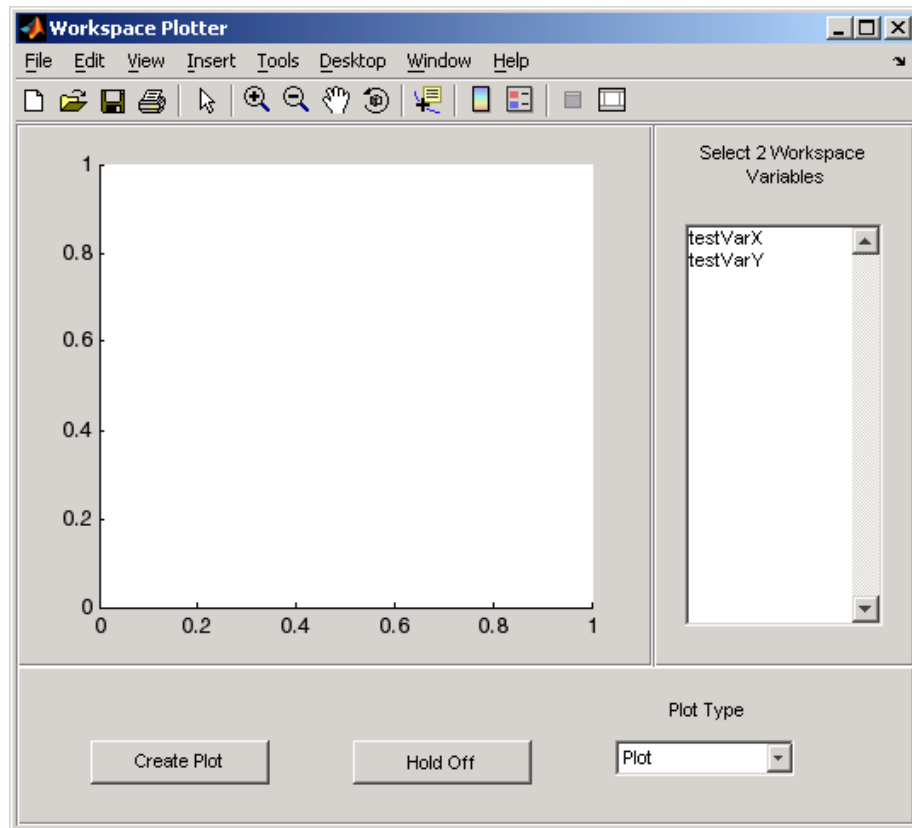 Workspace Plotter
File Edit View Insert Tools Desktop Window Help
Select 2 Workspace
Variables
testVarX
testVarY
1
0.8
0.6
0.4
0.2
0
0 0.2 0.4 0.6 0.8 1
Plot Type
Create Plot Hold Off Plot